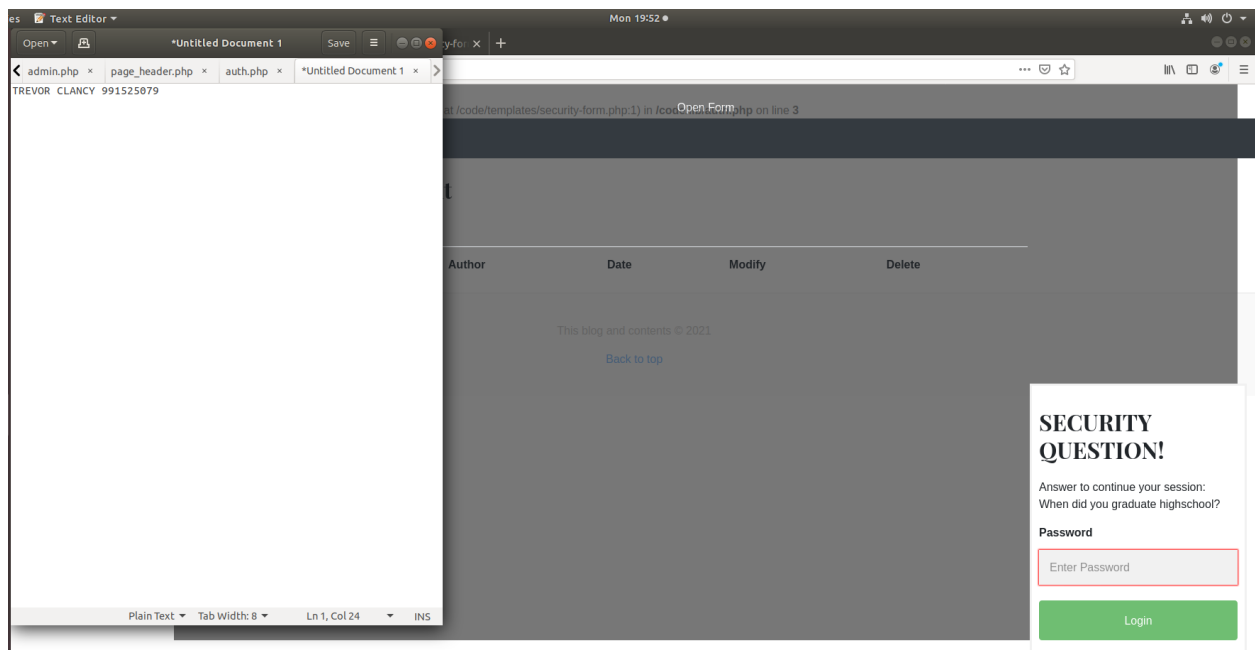 es Text Editor Mon 19:52
Open *Untitled Document 1 Save y-for
admin.php × page_header.php × auth.php × *Untitled Document 1 ×
TREVOR CLANCY 991525079
at /code/templates/security-form.php:1) in on line 3
Open Form
t
Author Date Modify Delete
This blog and contents © 2021
Back to top
SECURITY
QUESTION!
Answer to continue your session:
When did you graduate highschool?
Password
Enter Password
Login
Plain Text Tab Width: 8 Ln 1, Col 24 INS